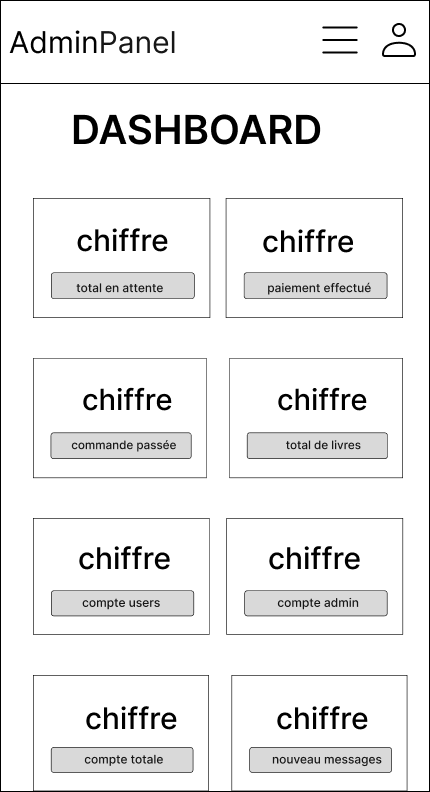 AdminPanel
DASHBOARD
chiffre
total en attente
chiffre
paiement effectué
chiffre
commande passée
chiffre
total de livres
chiffre
compte users
chiffre
compte admin
chiffre
compte totale
chiffre
nouveau messages